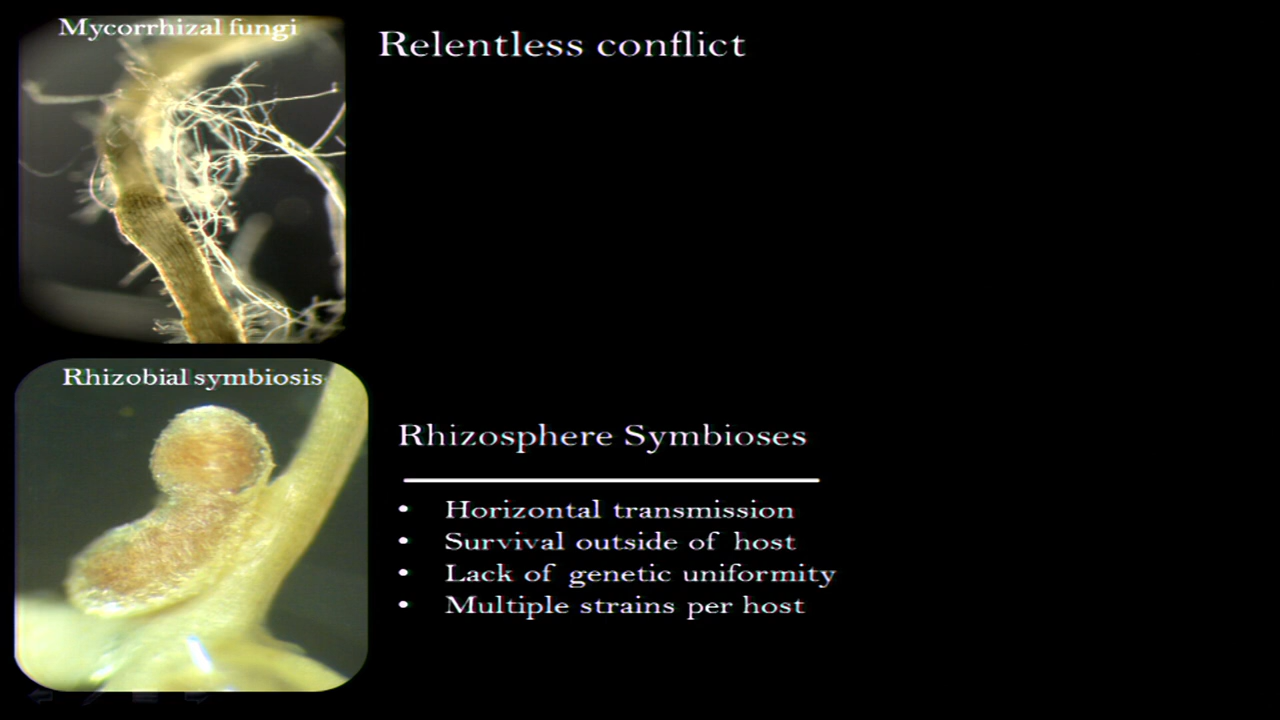 Mycorrhizal fungi
Relentless conflict
Rhizobial symbiosis
Rhizosphere Symbioses
• Horizontal transmission
• Survival outside of host
• Lack of genetic uniformity
• Multiple strains per host